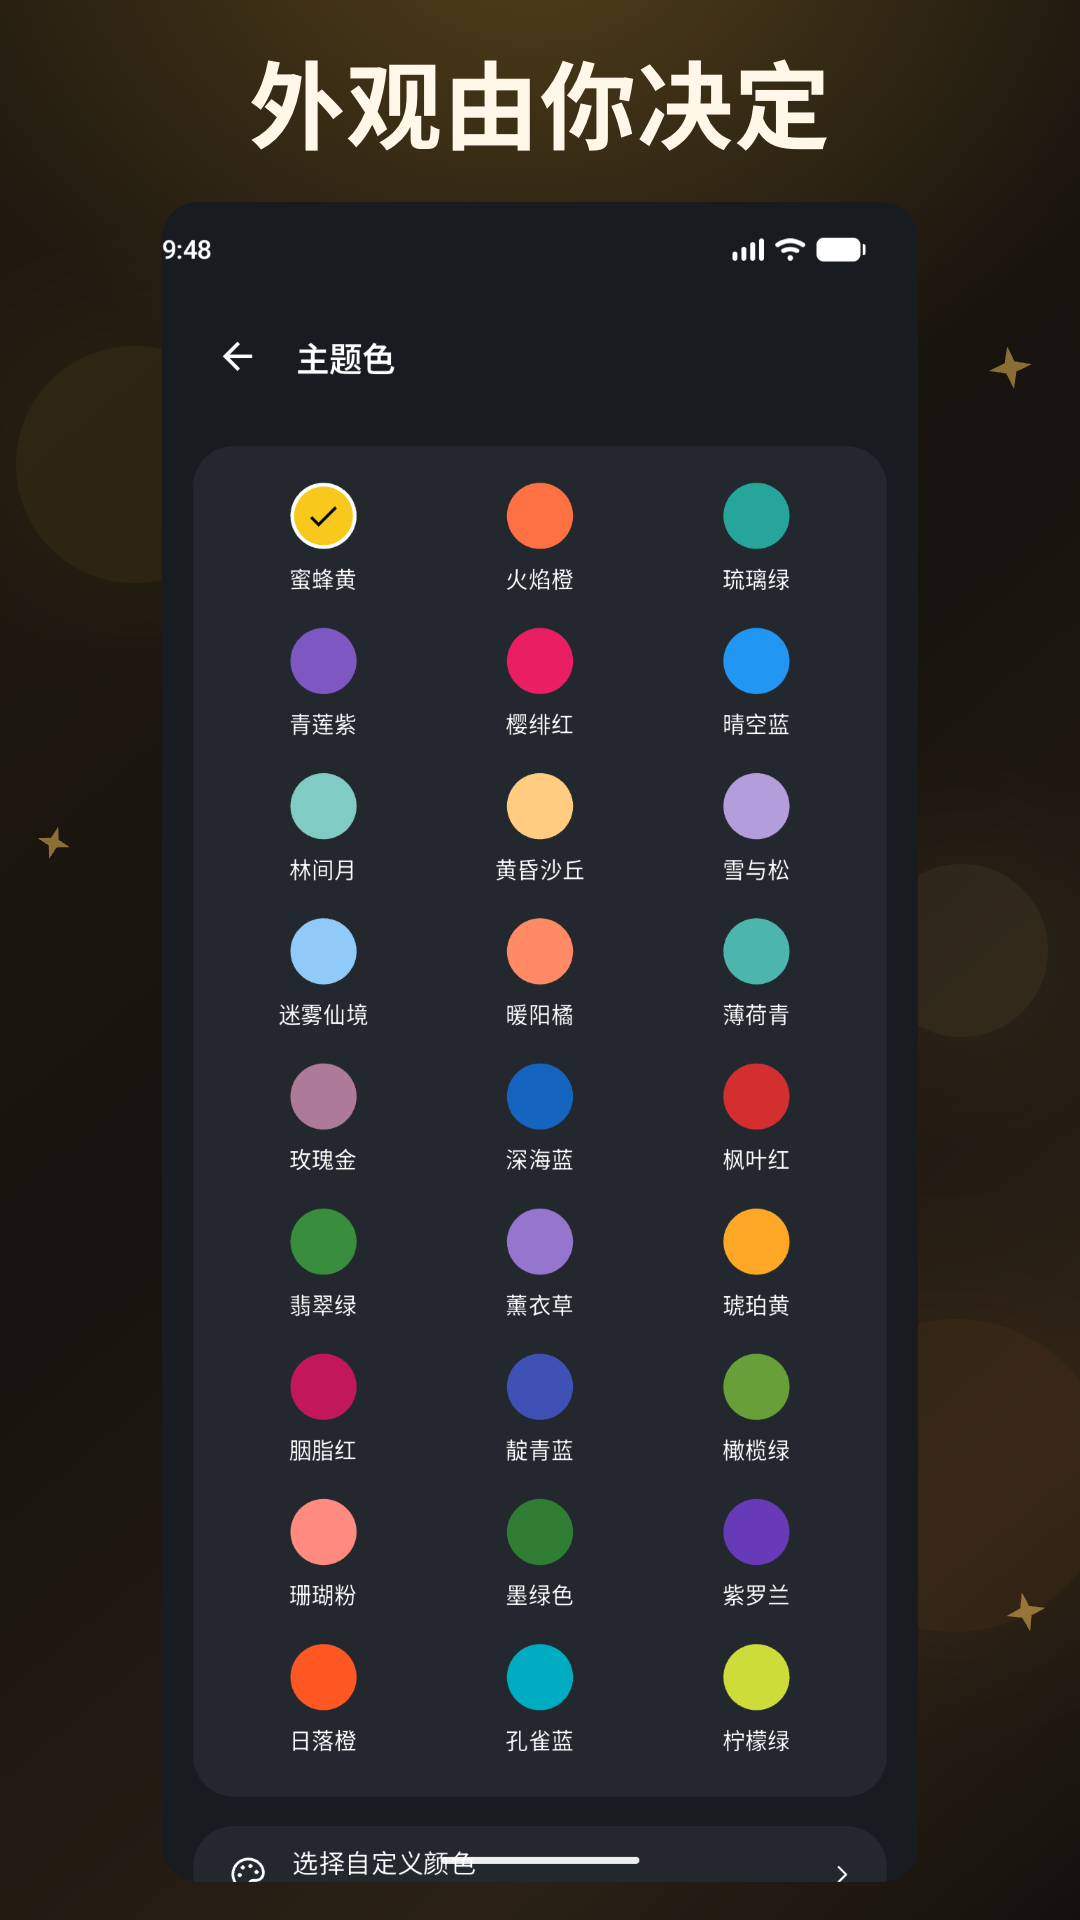 外观由你决定
9:48
主题色
蜜蜂黄 火焰橙 琉璃绿
青莲紫 樱绯红 晴空蓝
林间月 黄昏沙丘 雪与松
迷雾仙境 暖阳橘 薄荷青
玫瑰金 深海蓝 枫叶红
翡翠绿 薰衣草 琥珀黄
胭脂红 靛青蓝 橄榄绿
珊瑚粉 墨绿色 紫罗兰
日落橙 孔雀蓝 柠檬绿
选择自定义颜色